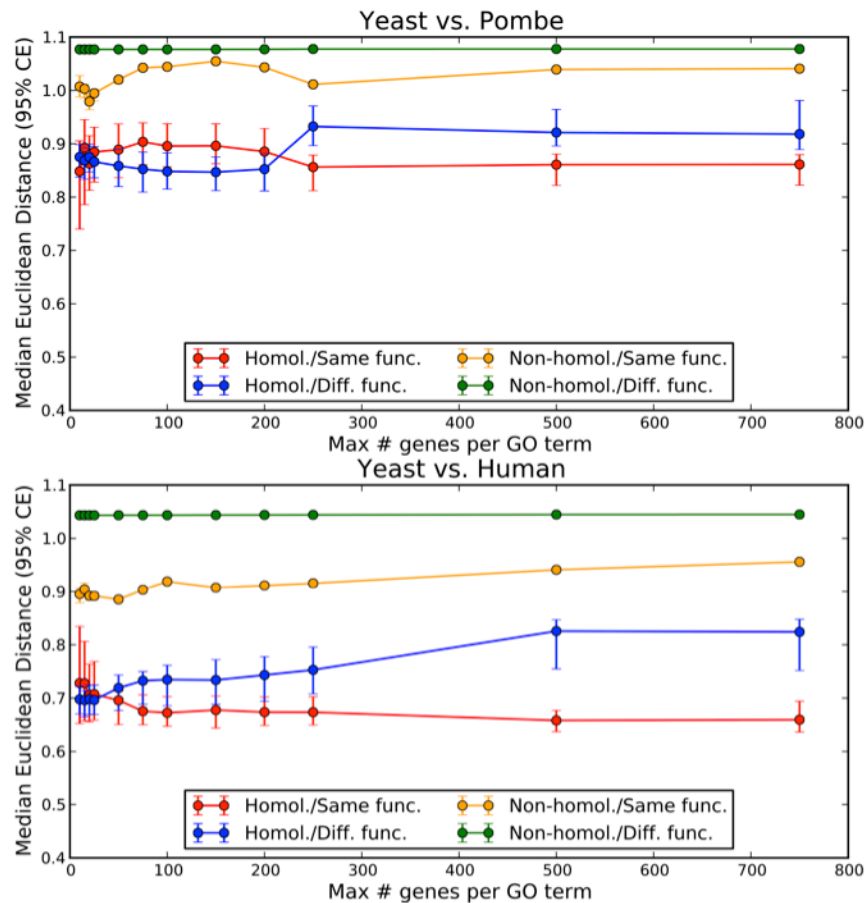 Yeast vs. Pombe
Median Euclidean Distance (95% CE)
1.1
1.0
0.9
0.8
0.7
0.6
0.5
0.4
Homol./Same func.
Non-homol./Same func.
Homol./Diff. func.
Non-homol./Diff. func.
0 100 200 300 400 500 600 700 800
Max # genes per GO term
Yeast vs. Human
Median Euclidean Distance (95% CE)
1.1
1.0
0.9
0.8
0.7
0.6
0.5
0.4
Homol./Same func.
Non-homol./Same func.
Homol./Diff. func.
Non-homol./Diff. func.
0 100 200 300 400 500 600 700 800
Max # genes per GO term